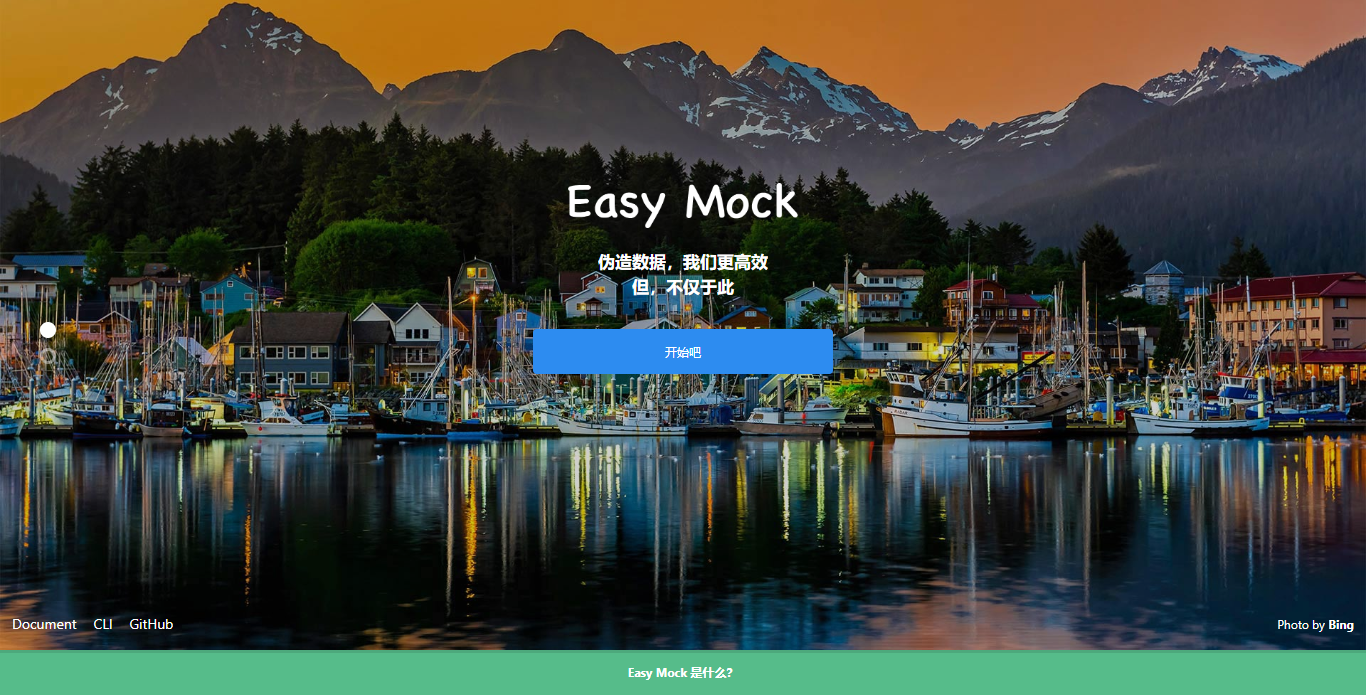 Easy Mock
伪造数据，我们更高效
但，不仅于此
开始吧
Document CLI GitHub
Photo by Bing
Easy Mock 是什么?